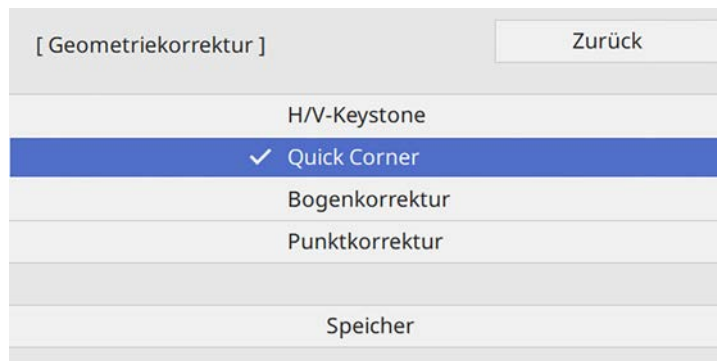 [ Geometriekorrektur ]
Zurück
H/V-Keystone
Quick Corner
Bogenkorrektur
Punktkorrektur
Speicher